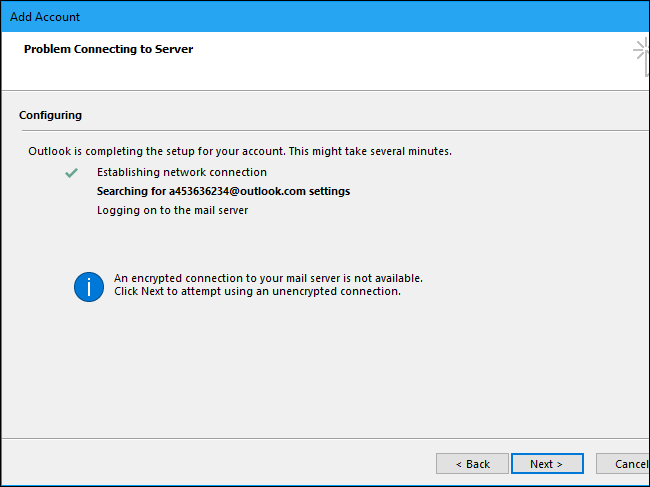 Add Account
Problem Connecting to Server
Configuring
Outlook is completing the setup for your account. This might take several minutes.
Establishing network connection
Searching for a453636234@outlook.com settings
Logging on to the mail server
An encrypted connection to your mail server is not available.
Click Next to attempt using an unencrypted connection.
< Back
Next >
Cancel